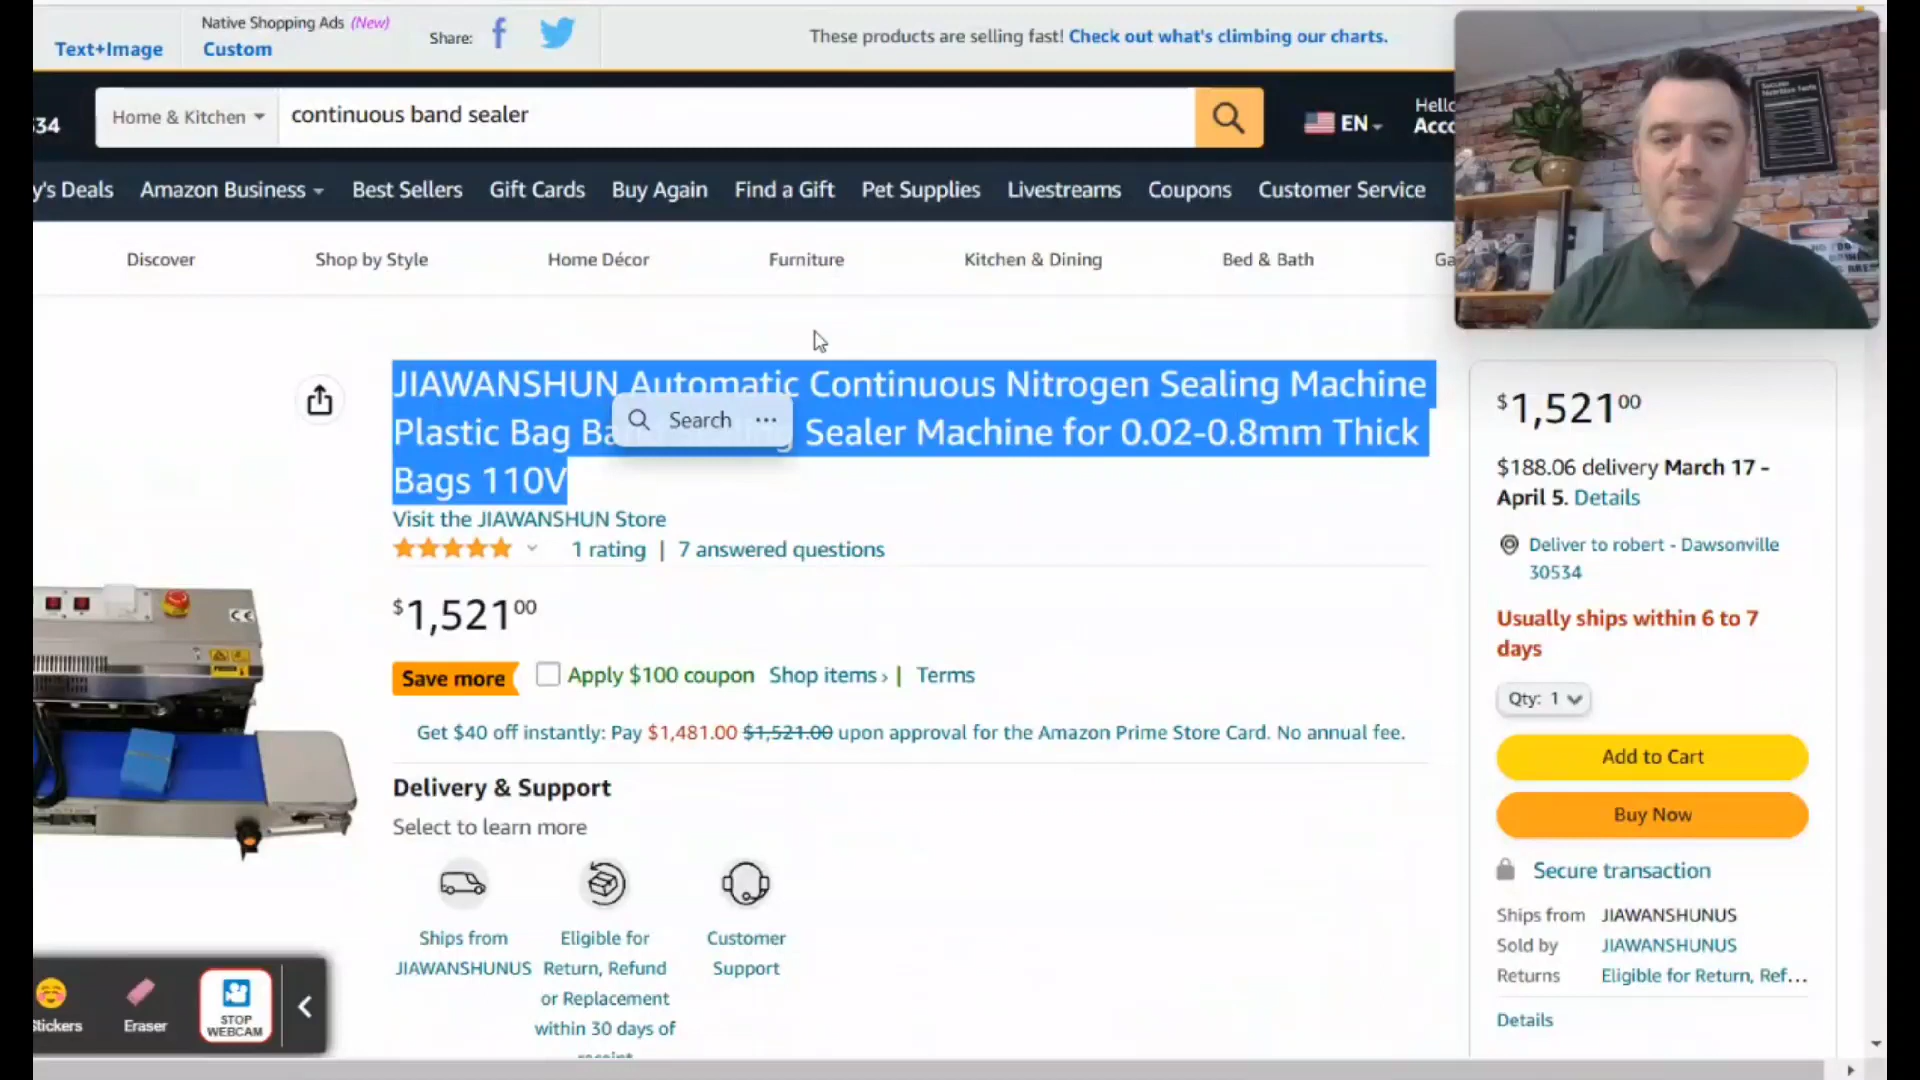 Native Shopping Ads (New)
Text+Image
Custom
Share:
These products are selling fast! Check out what's climbing our charts.
34
Home & Kitchen
continuous band sealer
EN
Hello
Acco
y's Deals
Amazon Business
Best Sellers
Gift Cards
Buy Again
Find a Gift
Pet Supplies
Livestreams
Coupons
Customer Service
Discover
Shop by Style
Home Décor
Furniture
Kitchen & Dining
Bed & Bath
Ga
JIAWANSHUN Automatic Continuous Nitrogen Sealing Machine
Plastic Bag Ba
Sealer Machine for 0.02-0.8mm Thick
Bags 110V
Search
Visit the JIAWANSHUN Store
1 rating | 7 answered questions
$1,521 00
Save more
Apply $100 coupon Shop items › | Terms
Get $40 off instantly: Pay $1,481.00 $1,521.00 upon approval for the Amazon Prime Store Card. No annual fee.
Delivery & Support
Select to learn more
Ships from
JIAWANSHUNUS
Eligible for
Return, Refund
or Replacement
within 30 days of
receipt
Customer
Support
$1,521 00
$188.06 delivery March 17 -
April 5. Details
Deliver to robert - Dawsonville
30534
Usually ships within 6 to 7
days
Qty: 1
Add to Cart
Buy Now
Secure transaction
Ships from JIAWANSHUNUS
Sold by JIAWANSHUNUS
Returns Eligible for Return, Ref...
Details
Stickers
Eraser
STOP
WEBCAM
CE